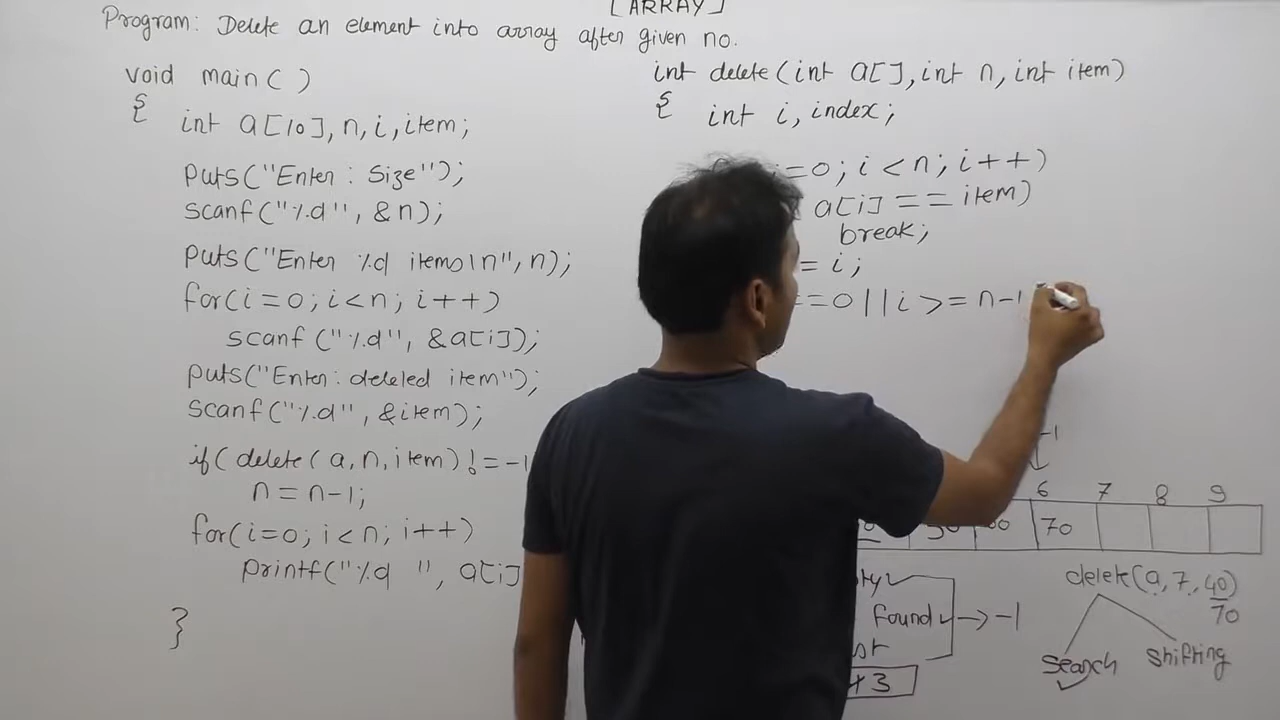 [ARRAY]
Program: Delete an element into array after given no.
void main( )
{
int a[10], n, i, item;
puts("Enter : Size");
scanf("%d", &n);
puts("Enter %d items\n", n);
for(i=0; i<n; i++)
scanf("%d", &a[i]);
puts("Enter: deleled item");
scanf("%d", &item);
if( delete( a, n, item) != -1
n = n-1;
for(i=0; i<n; i++)
printf("%d ", a[i]
}
int delete(int a[], int n, int item)
{ int i, index;
i=0; i<n; i++)
a[i] == item)
break;
= i;
==0 || i >= n-1
-1
6 7 8 9
70
delete(a, 7, 40)
70
found -> -1
search shifting
+3